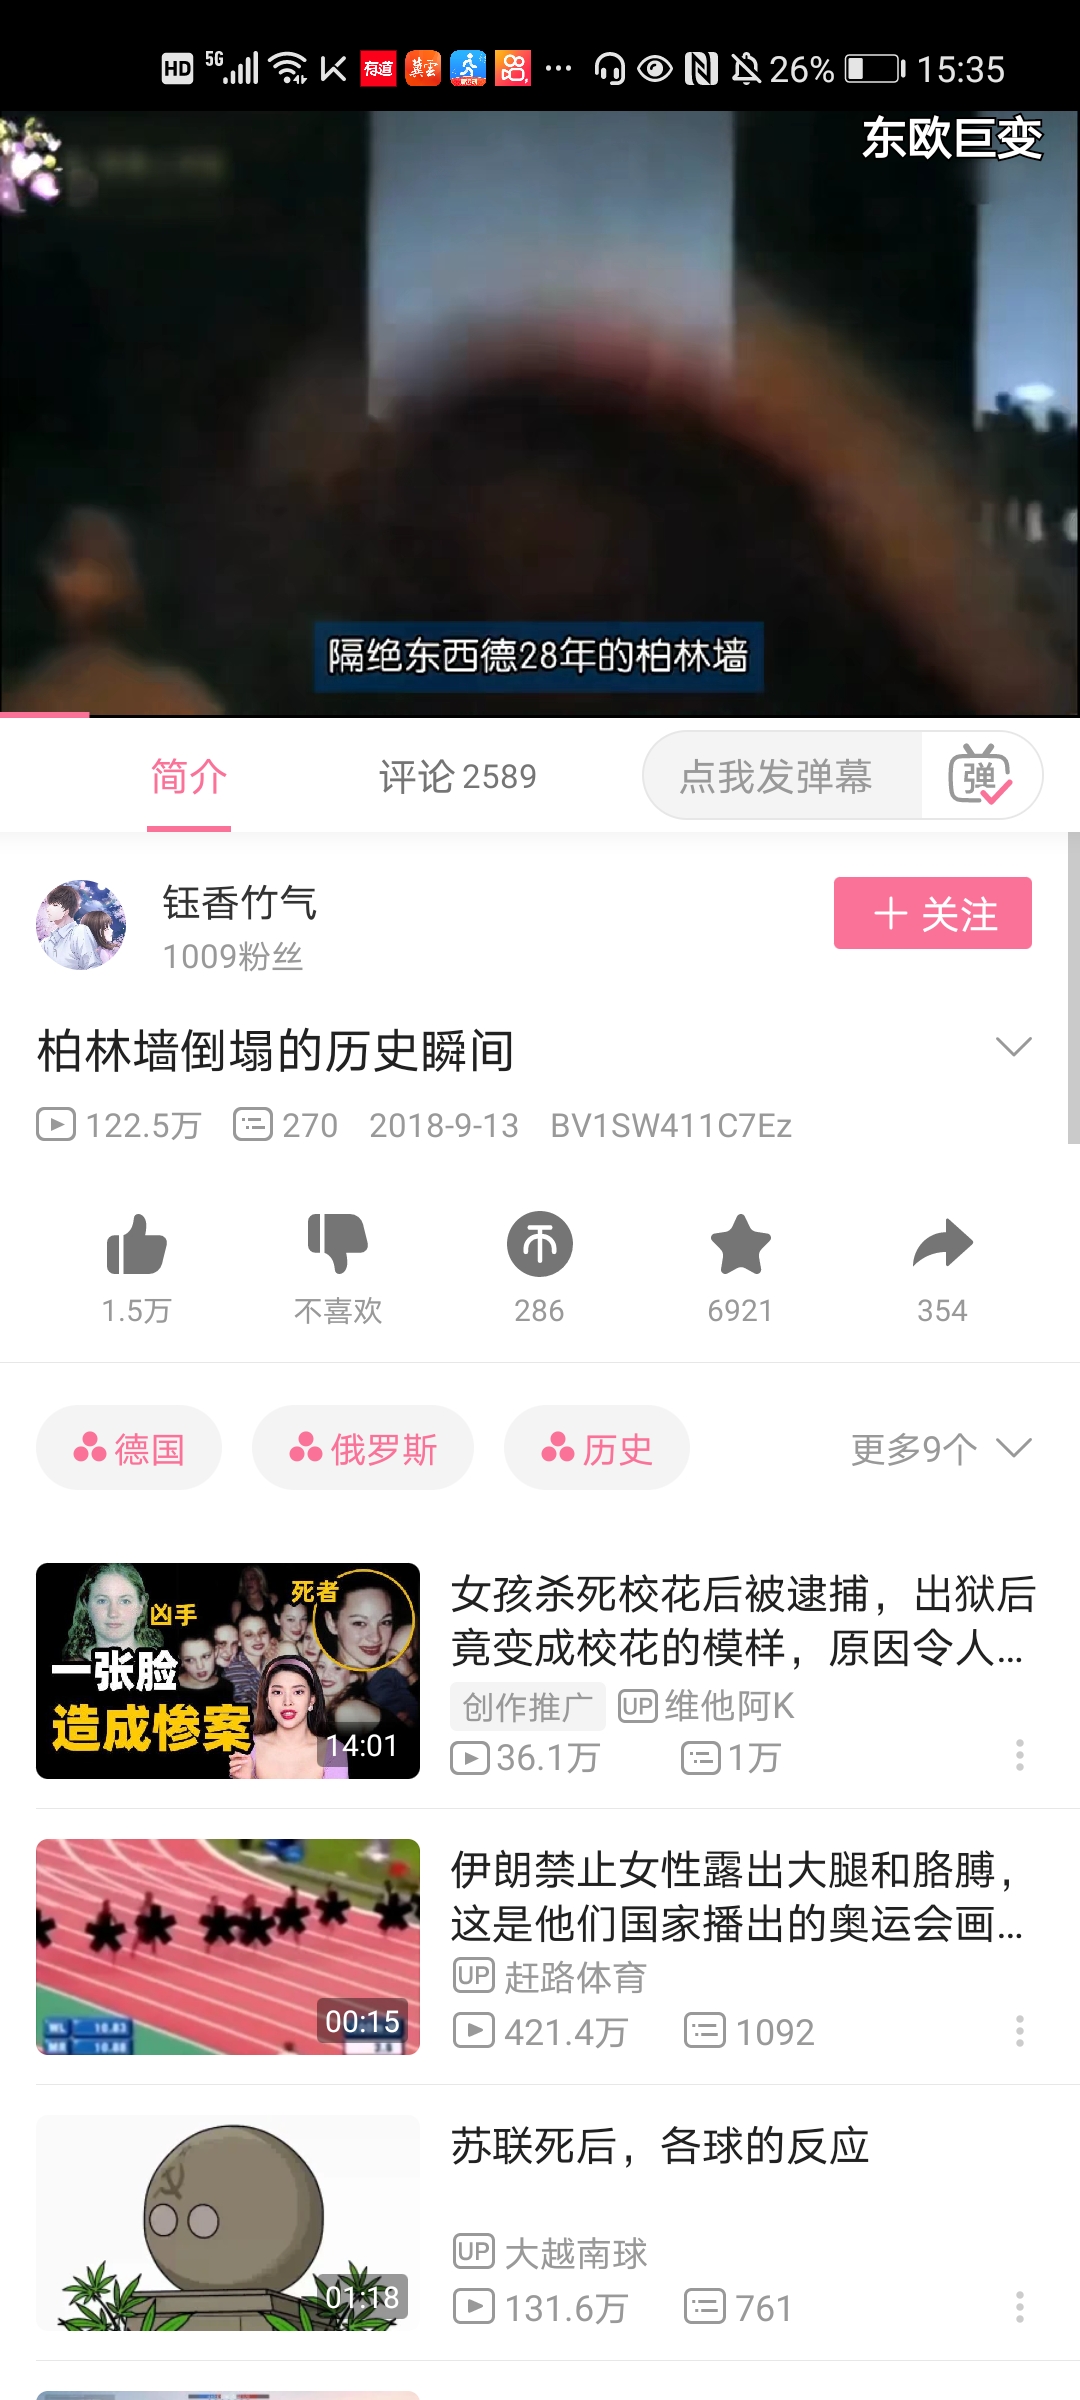 HD 5G 有道 26% 15:35
东欧巨变
隔绝东西德28年的柏林墙
简介 评论2589 点我发弹幕 弹
钰香竹气
1009粉丝
+ 关注
柏林墙倒塌的历史瞬间
122.5万 270 2018-9-13 BV1SW411C7Ez
1.5万 不喜欢 286 6921 354
德国 俄罗斯 历史 更多9个
凶手 死者
一张脸
造成惨案
14:01
女孩杀死校花后被逮捕，出狱后
竟变成校花的模样，原因令人...
创作推广 UP 维他阿K
36.1万 1万
00:15
伊朗禁止女性露出大腿和胳膊，
这是他们国家播出的奥运会画...
UP 赶路体育
421.4万 1092
01:18
苏联死后，各球的反应
UP 大越南球
131.6万 761